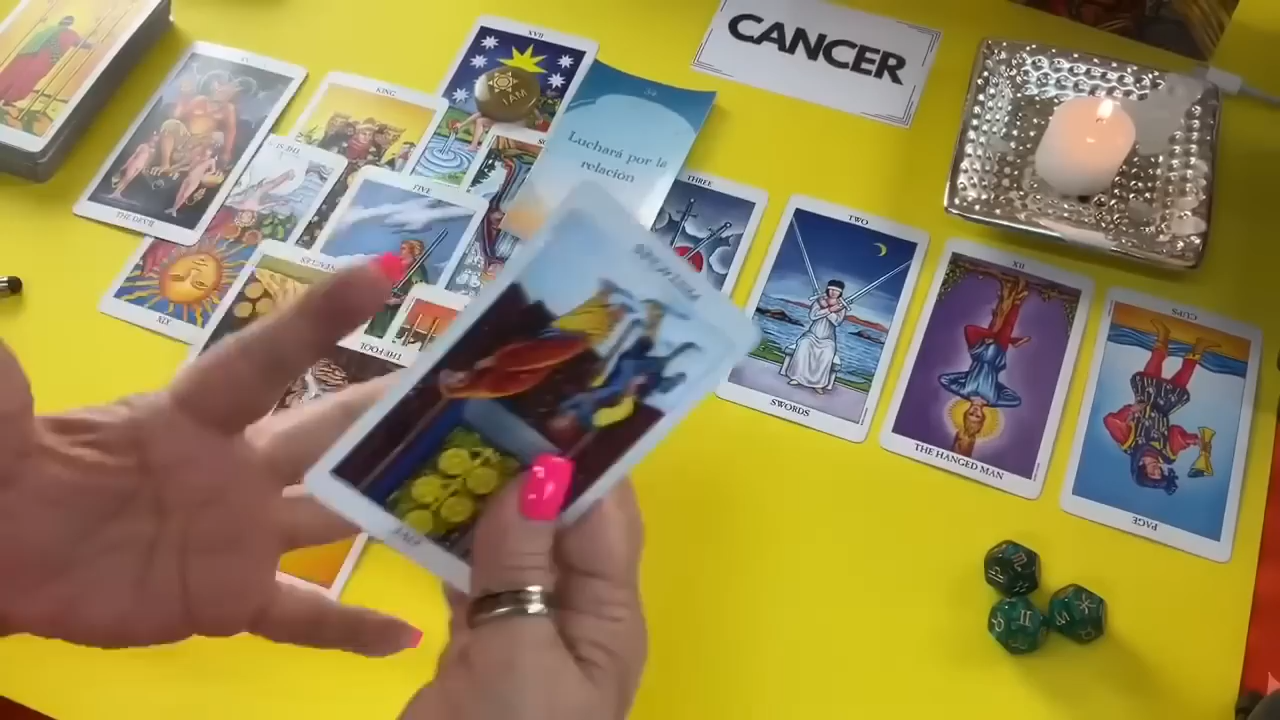 CANCER
XVII
I AM
Luchará por la
relación
KING
THE DEVIL
XIX
FIVE
THE FOOL
THREE
TWO
SWORDS
XII
THE HANGED MAN
CUPS
PAGE
FIVE